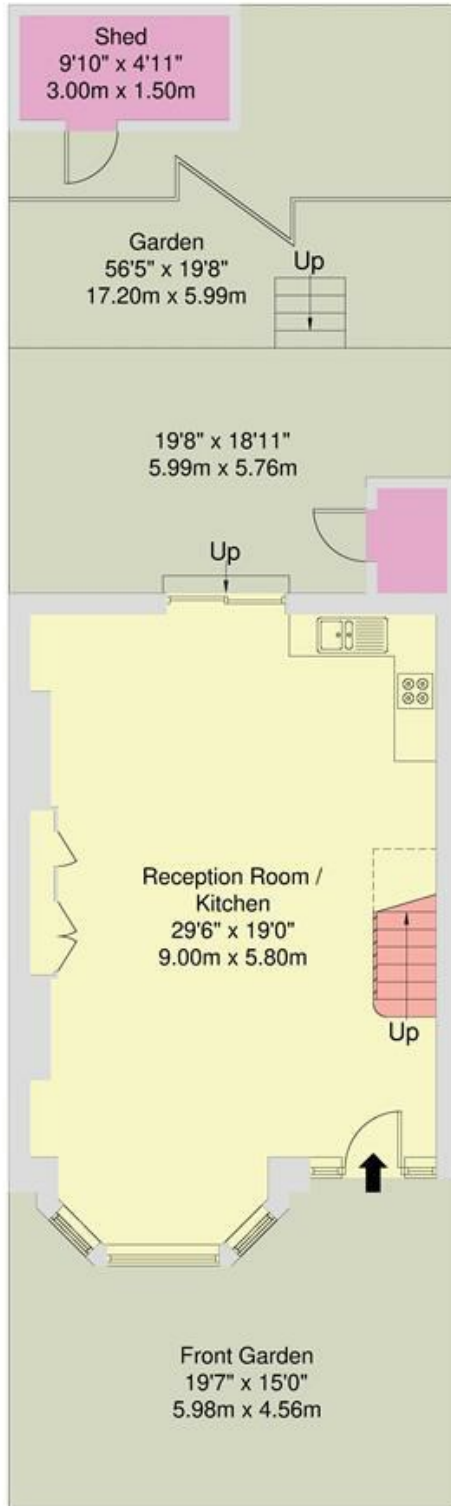 Shed
9'10" x 4'11"
3.00m x 1.50m
Garden
56'5" x 19'8"
17.20m x 5.99m
Up
19'8" x 18'11"
5.99m x 5.76m
Up
Reception Room /
Kitchen
29'6" x 19'0"
9.00m x 5.80m
Up
Front Garden
19'7" x 15'0"
5.98m x 4.56m